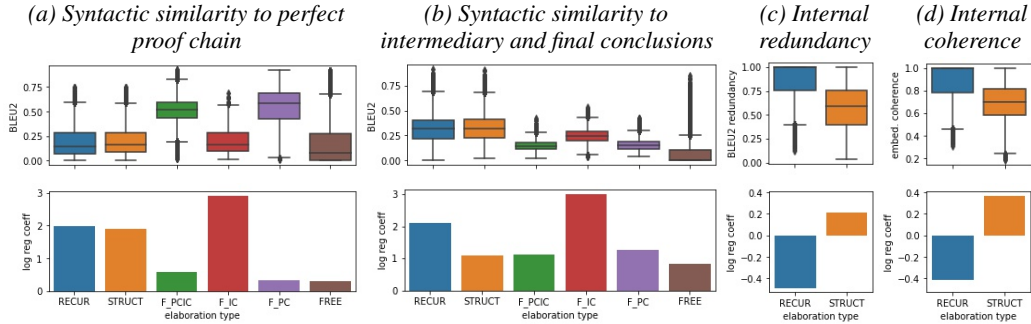 (a) Syntactic similarity to perfect
proof chain
(b) Syntactic similarity to
intermediary and final conclusions
(c) Internal
redundancy
(d) Internal
coherence
BLEU2
0.75
0.50
0.25
0.00
BLEU2
0.75
0.50
0.25
0.00
BLEU2 redundancy
1.00
0.75
0.50
0.25
0.00
embed. coherence
1.0
0.8
0.6
0.4
0.2
log reg coeff
3
2
1
0
RECUR STRUCT F_PCIC F_IC F_PC FREE
elaboration type
log reg coeff
3
2
1
0
RECUR STRUCT F_PCIC F_IC F_PC FREE
elaboration type
log reg coeff
0.4
0.2
0.0
−0.2
−0.4
RECUR STRUCT
elaboration type
log reg coeff
0.4
0.2
0.0
−0.2
−0.4
RECUR STRUCT
elaboration type